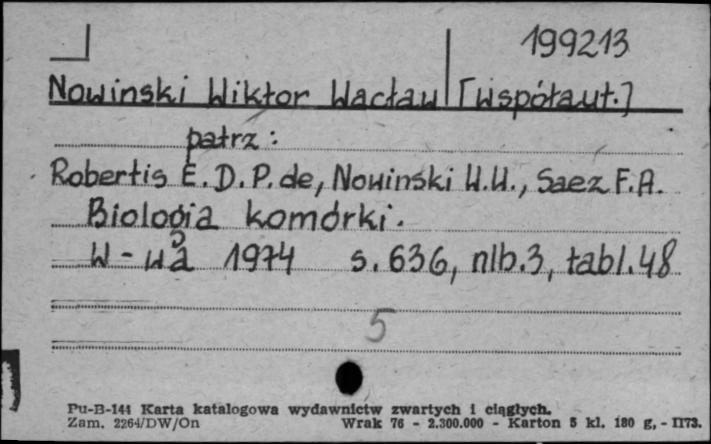 199213
Nowinski Wiktor Wacław [współaut.]
patrz:
Robertis E.D.P. de, Nowinski W.W., Saez F.A.
Biologia komórki.
W-wa 1974 s. 636, nlb. 3, tabl. 48
5
Pu-B-144 Karta katalogowa wydawnictw zwartych i ciągłych.
Zam. 2264/DW/On Wrak 76 - 2.300.000 - Karton 5 kl. 180 g, - II73.